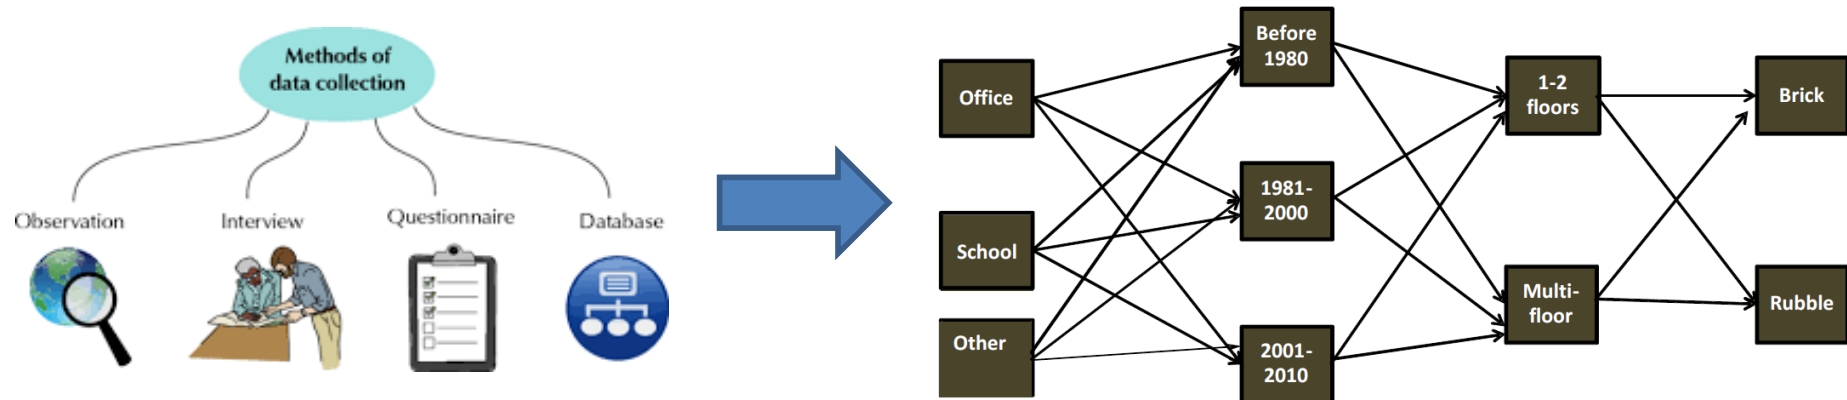 Methods of
data collection
Observation
Interview
Questionnaire
Database
Office
School
Other
Before
1980
1981-
2000
2001-
2010
1-2
floors
Multi-
floor
Brick
Rubble